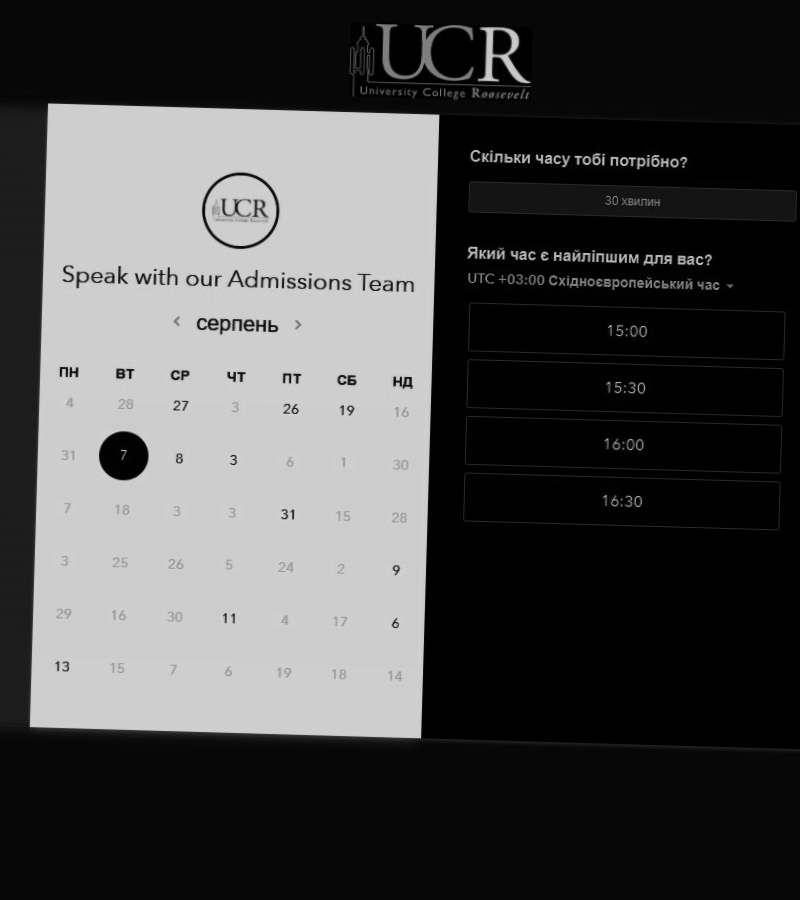 UCR
University College Roosevelt
UCR
University College Roosevelt
Speak with our Admissions Team
серпень
ПН ВТ СР ЧТ ПТ СБ НД
4 28 27 3 26 19 16
31 7 8 3 6 1 30
7 18 3 3 31 15 28
3 25 26 5 24 2 9
29 16 30 11 4 17 6
13 15 7 6 19 18 14
Скільки часу тобі потрібно?
30 хвилин
Який час є найліпшим для вас?
UTC +03:00 Східноєвропейський час
15:00
15:30
16:00
16:30